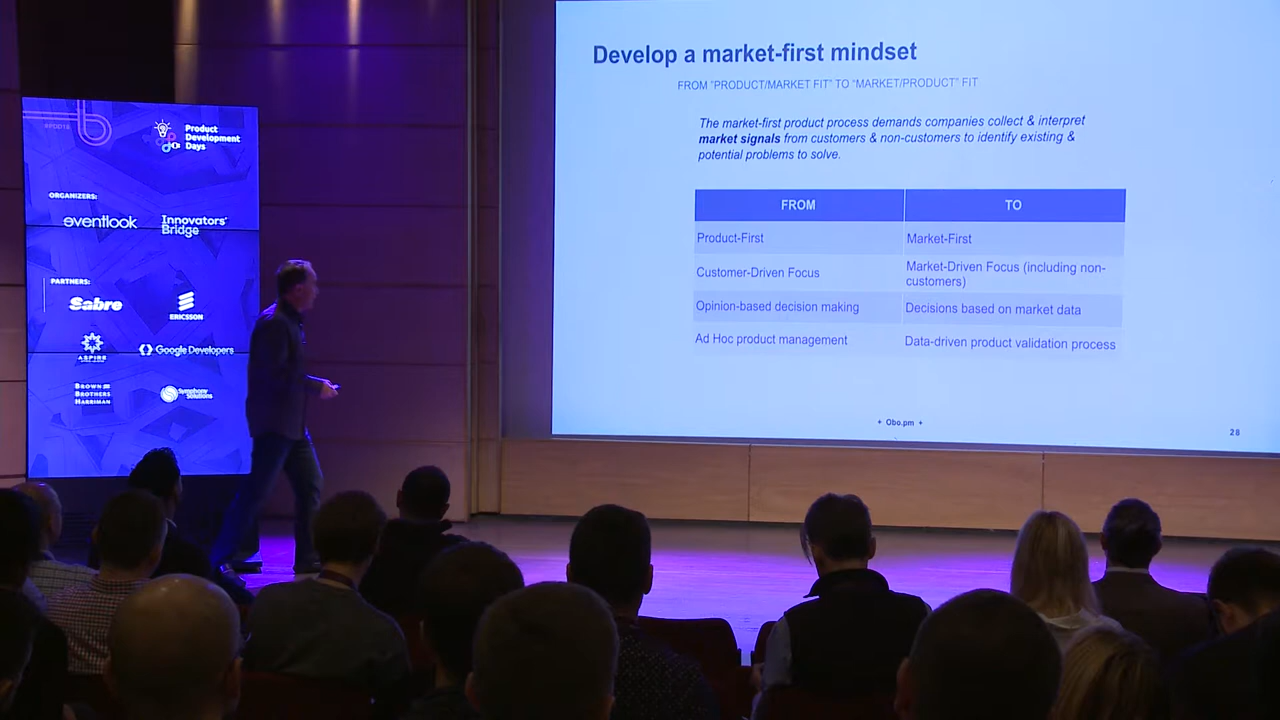 #PDD18
Product
Development
Days
ORGANIZERS:
eventlook
Innovators'
Bridge
PARTNERS:
Sabre
ERICSSON
ASPIRE
Google Developers
BROWN
BROTHERS
HARRIMAN
Symphony
Solutions
Develop a market-first mindset
FROM "PRODUCT/MARKET FIT" TO "MARKET/PRODUCT" FIT
The market-first product process demands companies collect & interpret
market signals from customers & non-customers to identify existing &
potential problems to solve.
FROM TO
Product-First Market-First
Customer-Driven Focus Market-Driven Focus (including non-
customers)
Opinion-based decision making Decisions based on market data
Ad Hoc product management Data-driven product validation process
+ Obo.pm +
28